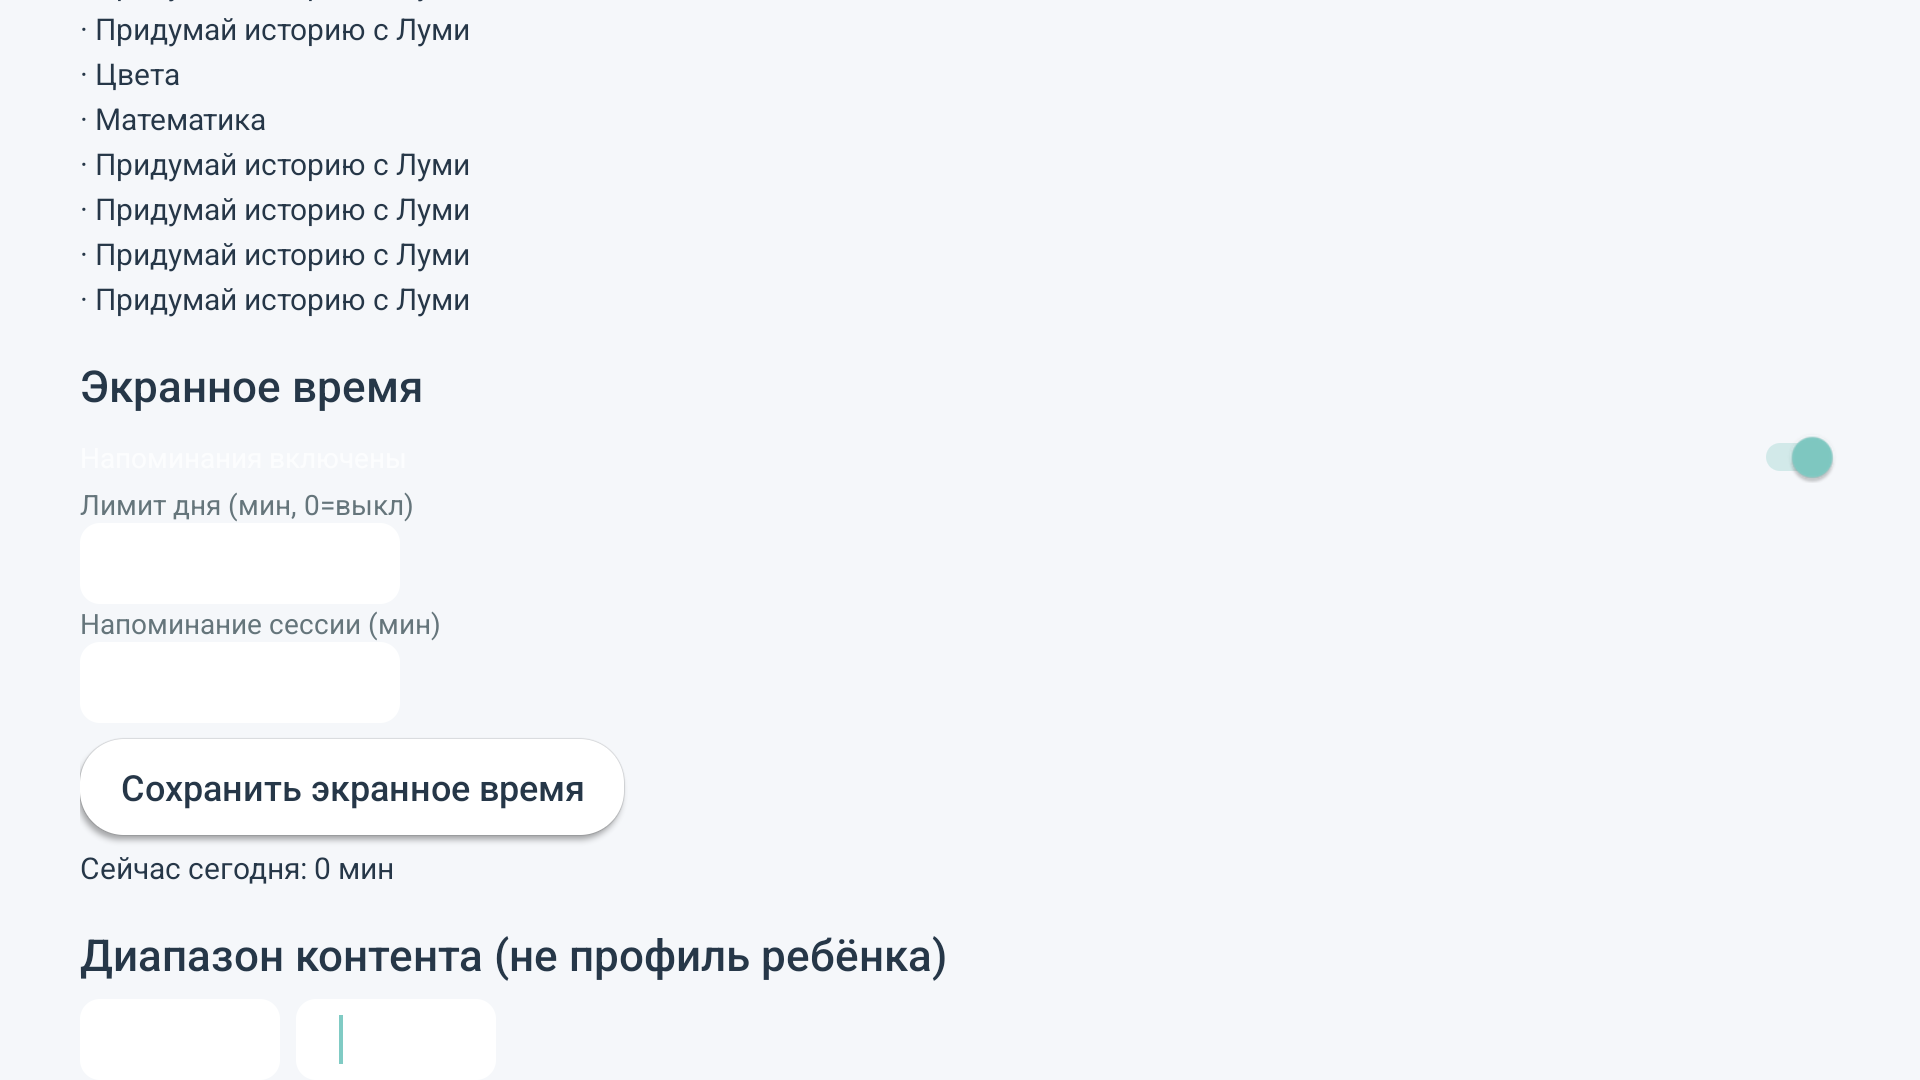 · Придумай историю с Луми
· Цвета
· Математика
· Придумай историю с Луми
· Придумай историю с Луми
· Придумай историю с Луми
· Придумай историю с Луми
Экранное время
Напоминания включены
Лимит дня (мин, 0=выкл)
Напоминание сессии (мин)
Сохранить экранное время
Сейчас сегодня: 0 мин
Диапазон контента (не профиль ребёнка)